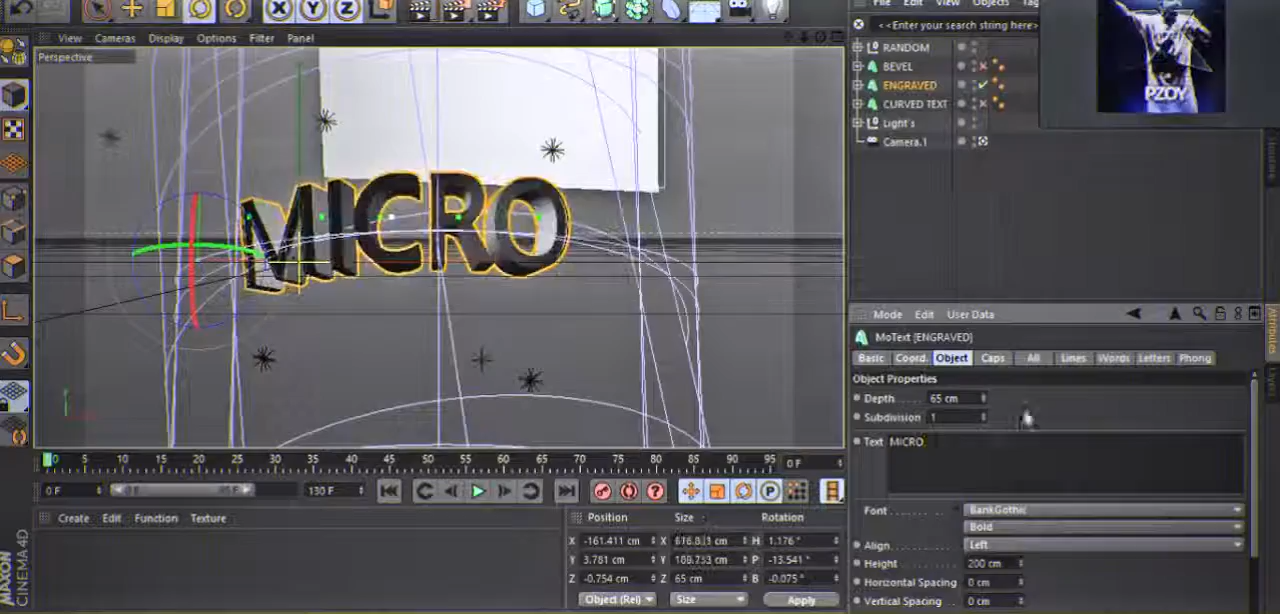 File Edit View Objects Tag
<<Enter your search string here>
View Cameras Display Options Filter Panel
Perspective
RANDOM
BEVEL
ENGRAVED
CURVED TEXT
Light's
Camera.1
PZOY
MICRO
Mode Edit User Data
MoText [ENGRAVED]
Basic Coord. Object Caps All Lines Words Letters Phong
Object Properties
Depth 65 cm
Subdivision 1
Text MICRO
Font BankGothic
Bold
Align Left
Height 200 cm
Horizontal Spacing 0 cm
Vertical Spacing 0 cm
Attributes
Layers
0 5 10 15 20 25 30 35 40 45 50 55 60 65 70 75 80 85 90 95 0 F
0 F 130 F
Create Edit Function Texture
Position Size Rotation
X -161.411 cm X H 1.176 °
Y 3.781 cm Y P -13.541 °
Z -0.754 cm Z 65 cm B -0.075 °
Object (Rel) Size Apply
MAXON
CINEMA 4D